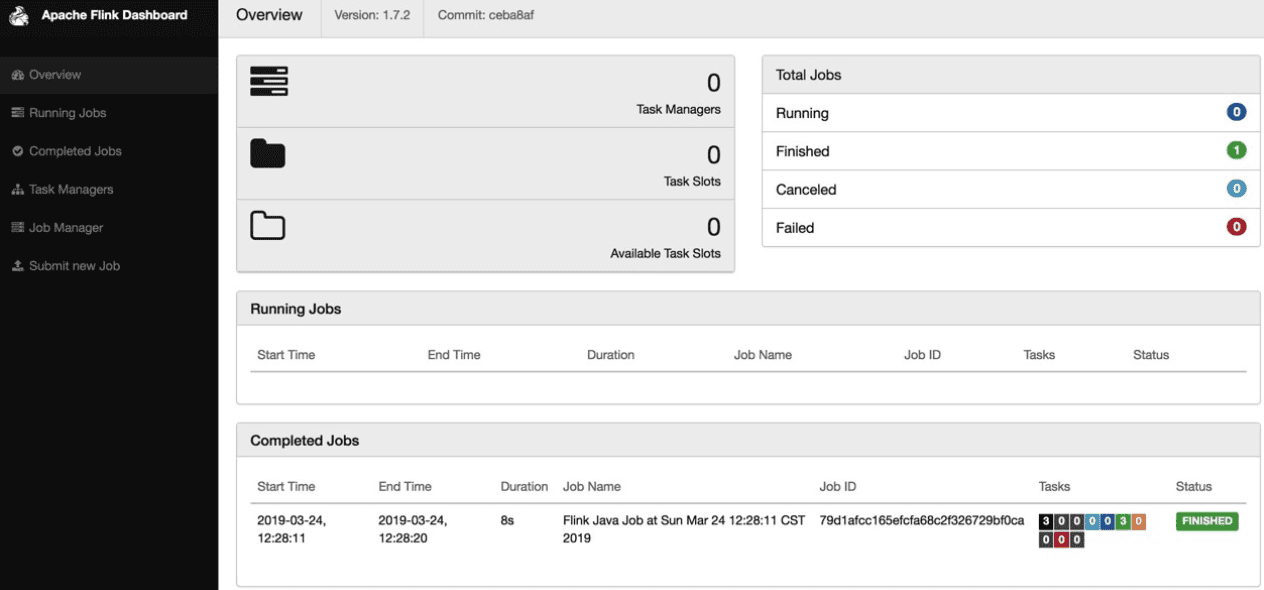 Apache Flink Dashboard
Overview
Version: 1.7.2
Commit: ceba8af
Overview
Running Jobs
Completed Jobs
Task Managers
Job Manager
Submit new Job
0
Task Managers
0
Task Slots
0
Available Task Slots
Total Jobs
Running 0
Finished 1
Canceled 0
Failed 0
Running Jobs
Start Time End Time Duration Job Name Job ID Tasks Status
Completed Jobs
Start Time End Time Duration Job Name Job ID Tasks Status
2019-03-24, 2019-03-24, 8s Flink Java Job at Sun Mar 24 12:28:11 CST 79d1afcc165efcfa68c2f326729bf0ca 3 0 0 0 0 3 0 FINISHED
12:28:11 12:28:20 2019 0 0 0